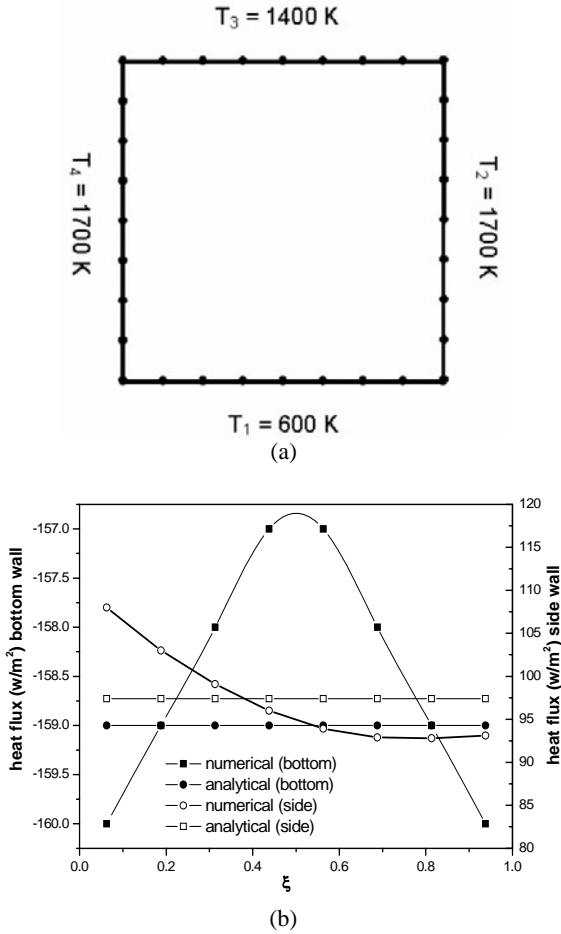 T₃ = 1400 K
T₄ = 1700 K
T₂ = 1700 K
T₁ = 600 K
(a)
heat flux (w/m²) bottom wall
-157.0
-157.5
-158.0
-158.5
-159.0
-159.5
-160.0
120
115
110
105
100
95
90
85
80
heat flux (w/m²) side wall
numerical (bottom)
analytical (bottom)
numerical (side)
analytical (side)
0.0 0.2 0.4 0.6 0.8 1.0
ξ
(b)